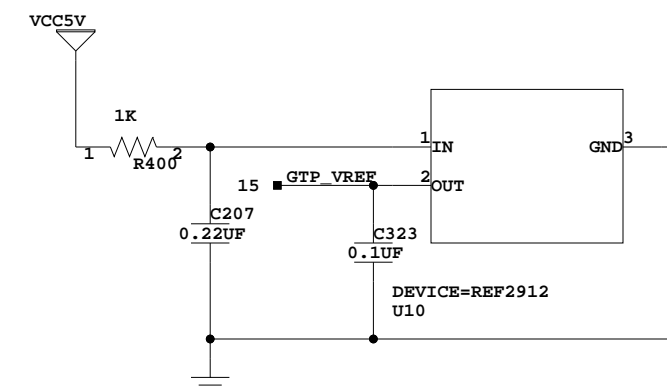 VCC5V
1K
1
2
R400
1
IN
GND
3
15
GTP_VREF
2
OUT
C207
0.22UF
C323
0.1UF
DEVICE=REF2912
U10